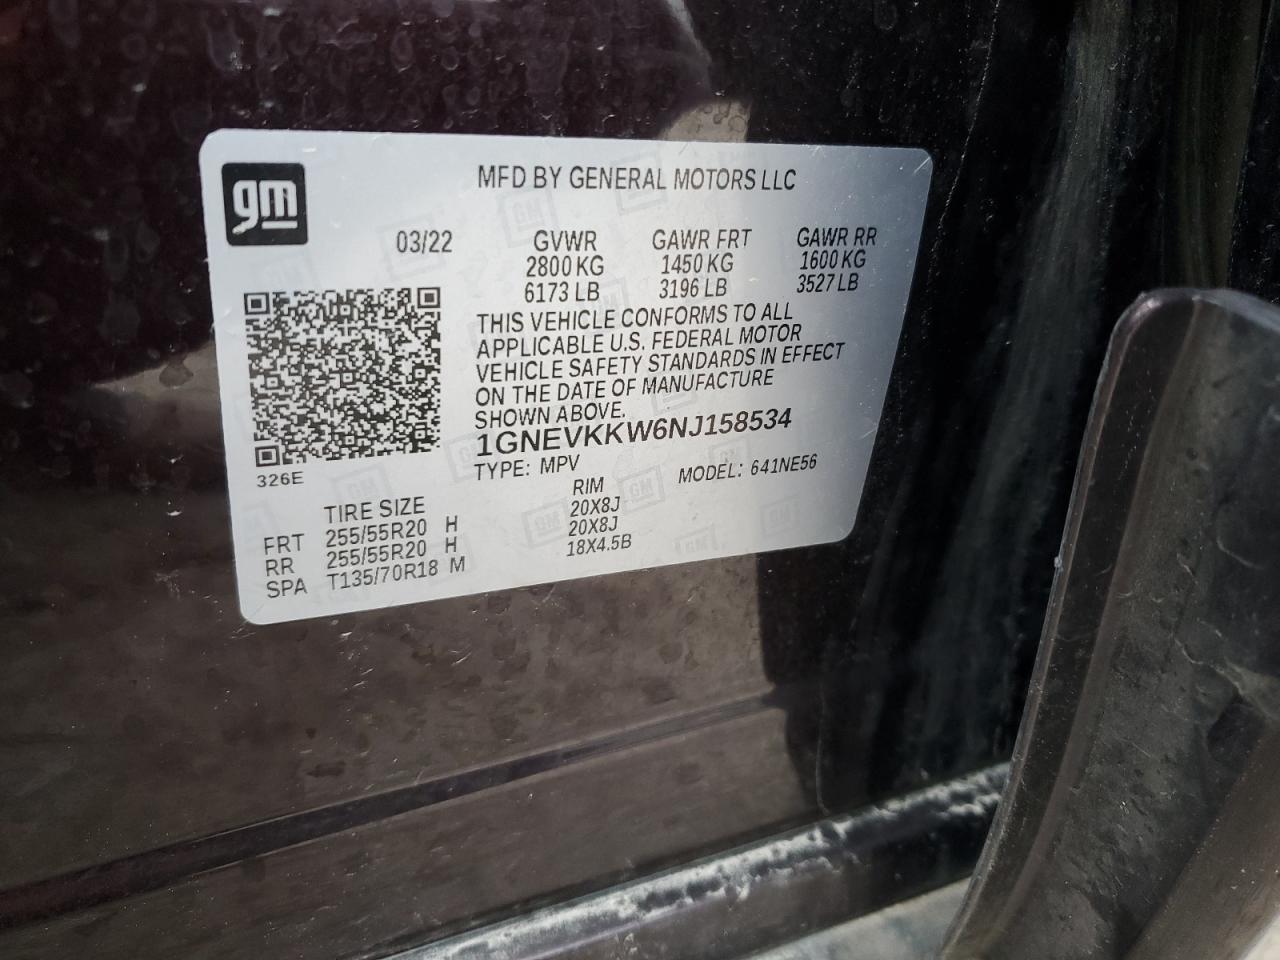 gm
MFD BY GENERAL MOTORS LLC
03/22 GVWR GAWR FRT GAWR RR
2800 KG 1450 KG 1600 KG
6173 LB 3196 LB 3527 LB
THIS VEHICLE CONFORMS TO ALL
APPLICABLE U.S. FEDERAL MOTOR
VEHICLE SAFETY STANDARDS IN EFFECT
ON THE DATE OF MANUFACTURE
SHOWN ABOVE.
1GNEVKKW6NJ158534
326E
TYPE: MPV MODEL: 641NE56
TIRE SIZE RIM
FRT 255/55R20 H 20X8J
RR 255/55R20 H 20X8J
SPA T135/70R18 M 18X4.5B